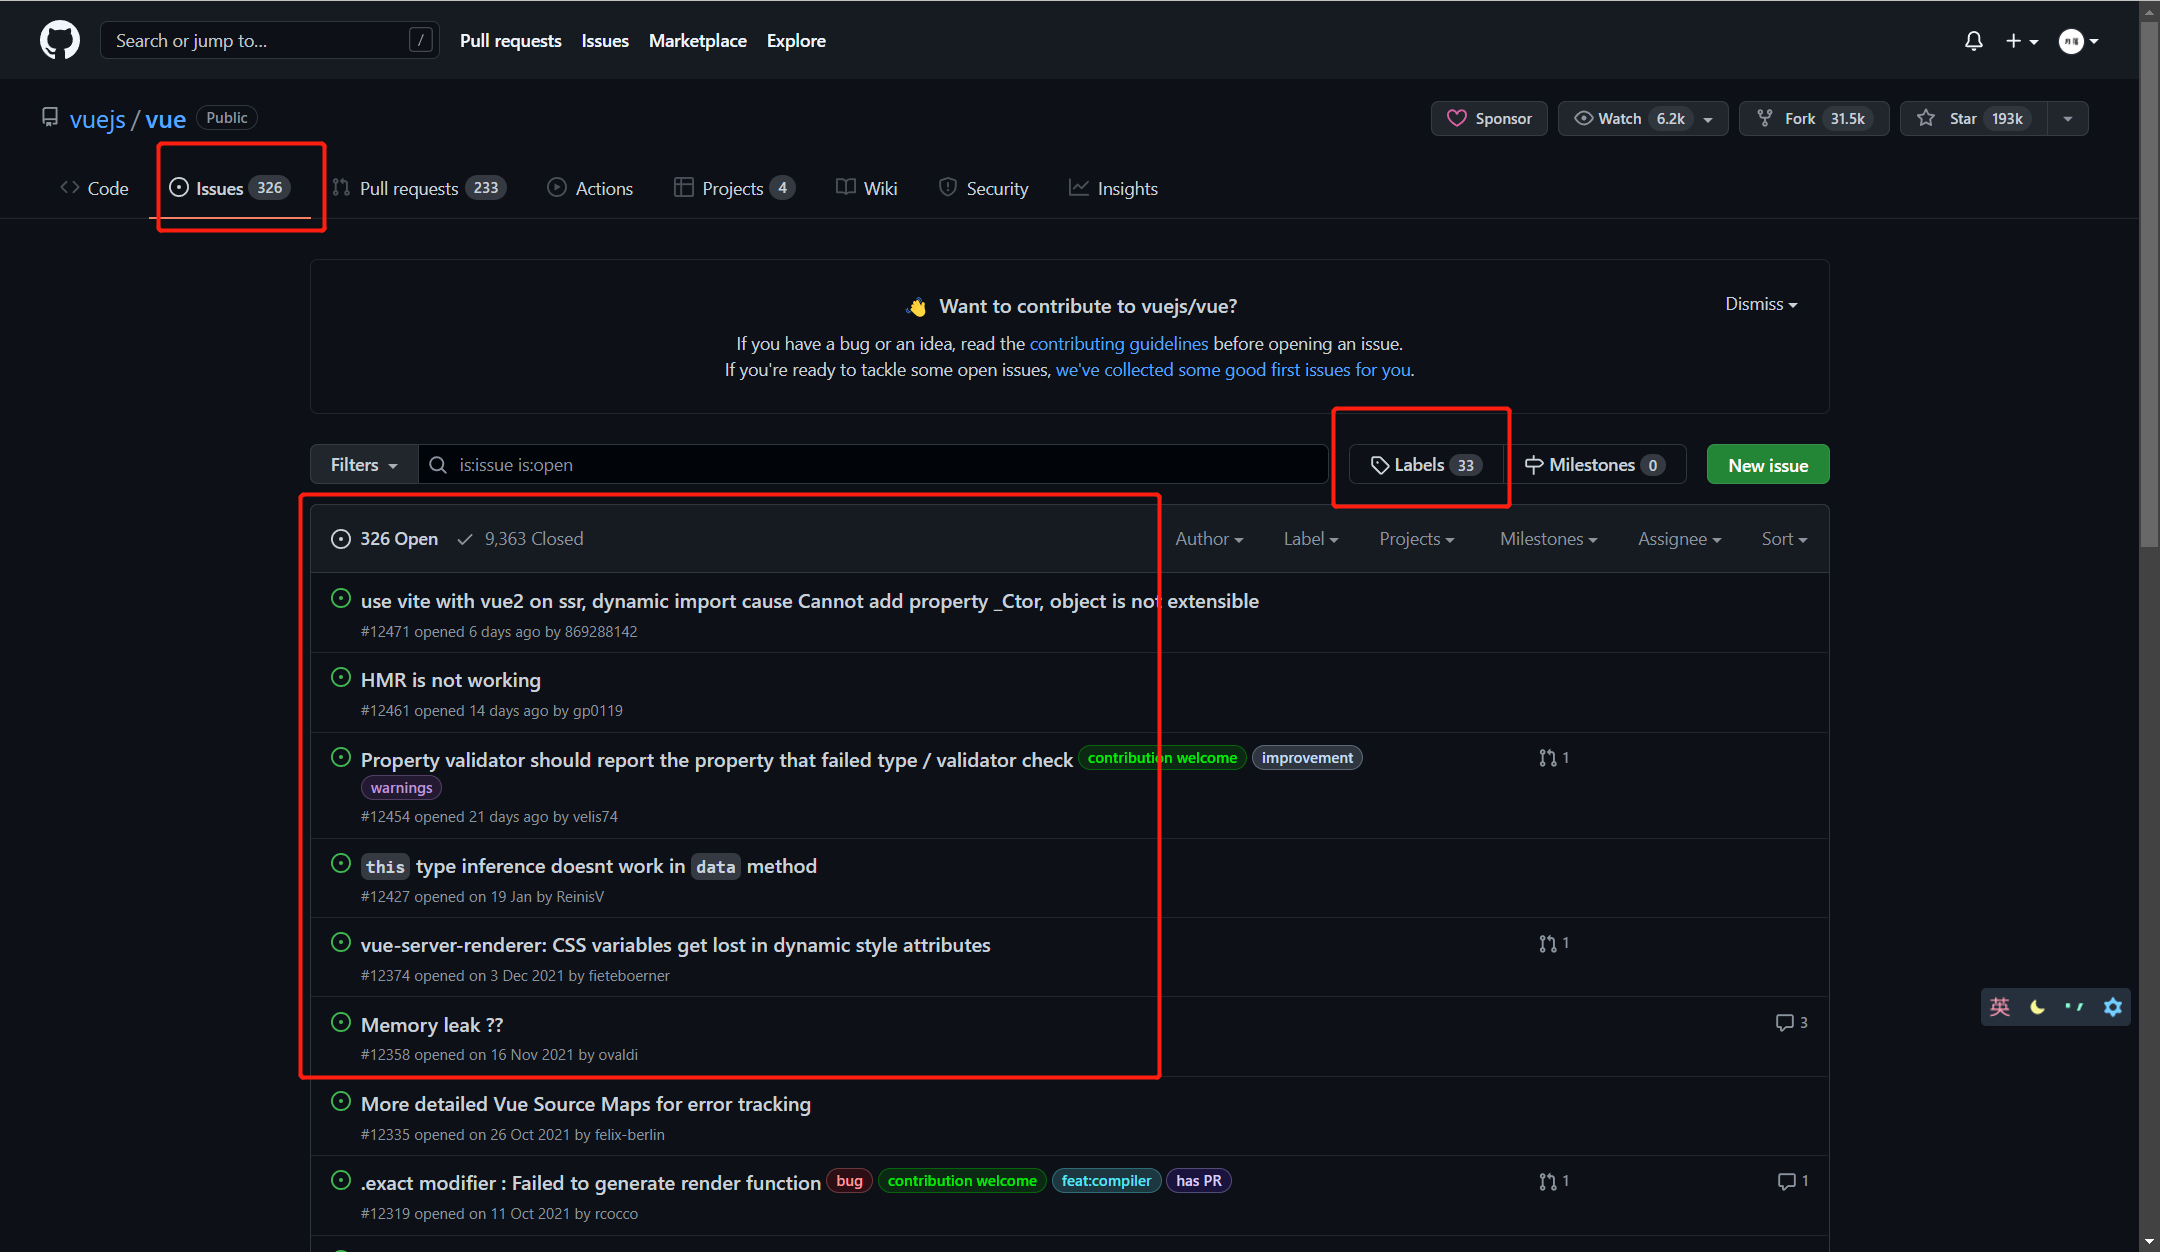 Search or jump to... / Pull requests Issues Marketplace Explore
vuejs / vue Public Sponsor Watch 6.2k Fork 31.5k Star 193k
Code Issues 326 Pull requests 233 Actions Projects 4 Wiki Security Insights
👋 Want to contribute to vuejs/vue? Dismiss
If you have a bug or an idea, read the contributing guidelines before opening an issue.
If you're ready to tackle some open issues, we've collected some good first issues for you.
Filters is:issue is:open Labels 33 Milestones 0 New issue
326 Open 9,363 Closed Author Label Projects Milestones Assignee Sort
use vite with vue2 on ssr, dynamic import cause Cannot add property _Ctor, object is not extensible
#12471 opened 6 days ago by 869288142
HMR is not working
#12461 opened 14 days ago by gp0119
Property validator should report the property that failed type / validator check contribution welcome improvement 1
warnings
#12454 opened 21 days ago by velis74
this type inference doesnt work in data method
#12427 opened on 19 Jan by ReinisV
vue-server-renderer: CSS variables get lost in dynamic style attributes 1
#12374 opened on 3 Dec 2021 by fieteboerner
英
Memory leak ?? 3
#12358 opened on 16 Nov 2021 by ovaldi
More detailed Vue Source Maps for error tracking
#12335 opened on 26 Oct 2021 by felix-berlin
.exact modifier : Failed to generate render function bug contribution welcome feat:compiler has PR 1 1
#12319 opened on 11 Oct 2021 by rcocco